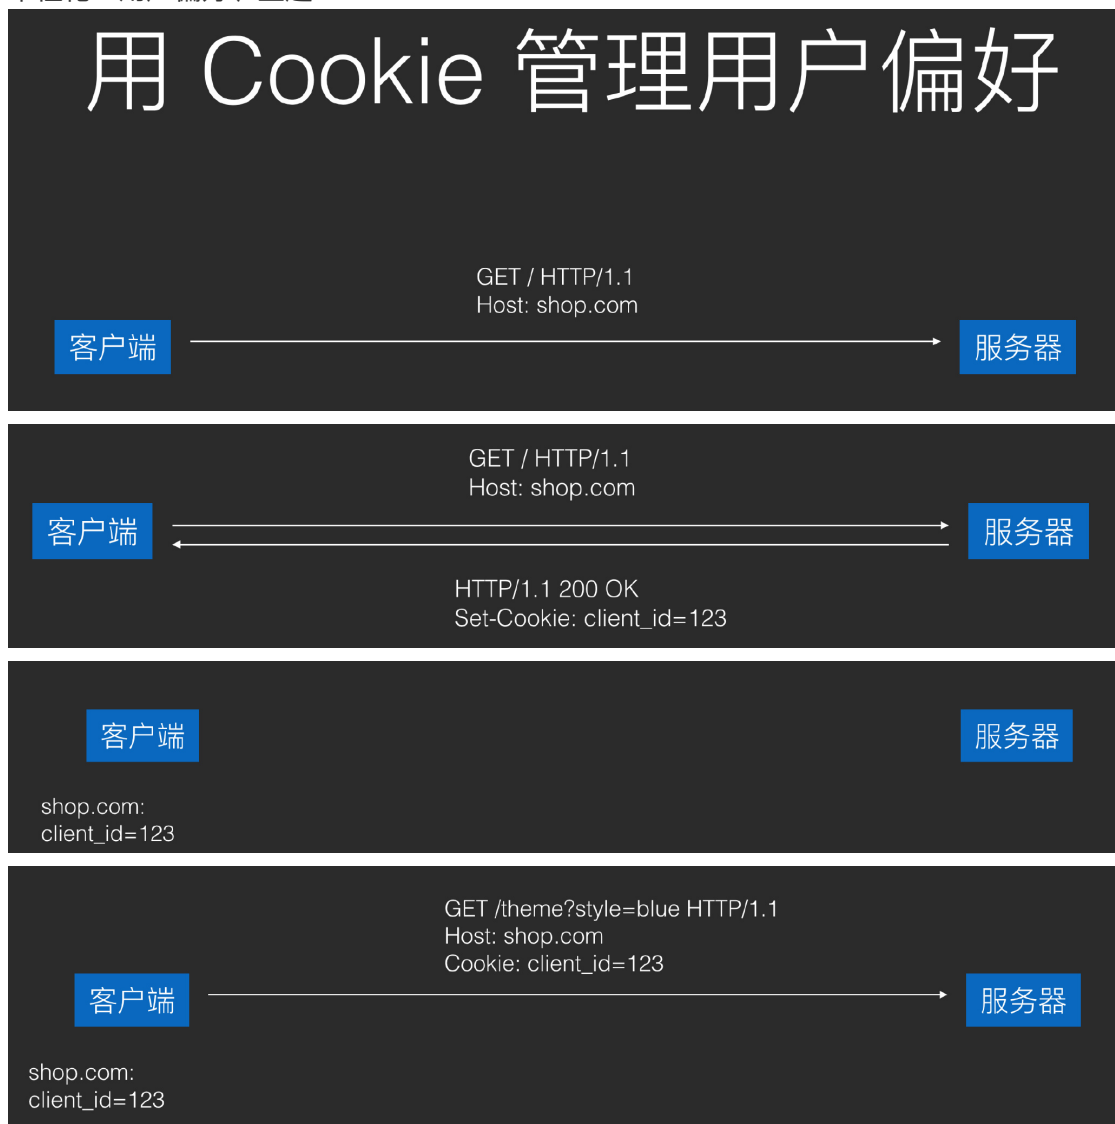 用 Cookie 管理用户偏好
GET / HTTP/1.1
Host: shop.com
客户端
服务器
GET / HTTP/1.1
Host: shop.com
客户端
服务器
HTTP/1.1 200 OK
Set-Cookie: client_id=123
客户端
服务器
shop.com:
client_id=123
GET /theme?style=blue HTTP/1.1
Host: shop.com
Cookie: client_id=123
客户端
服务器
shop.com:
client_id=123